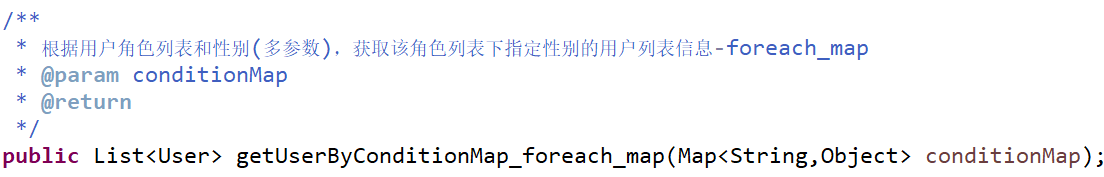 /**
 * 根据用户角色列表和性别(多参数), 获取该角色列表下指定性别的用户列表信息-foreach_map
 * @param conditionMap
 * @return
 */
public List<User> getUserByConditionMap_foreach_map(Map<String,Object> conditionMap);